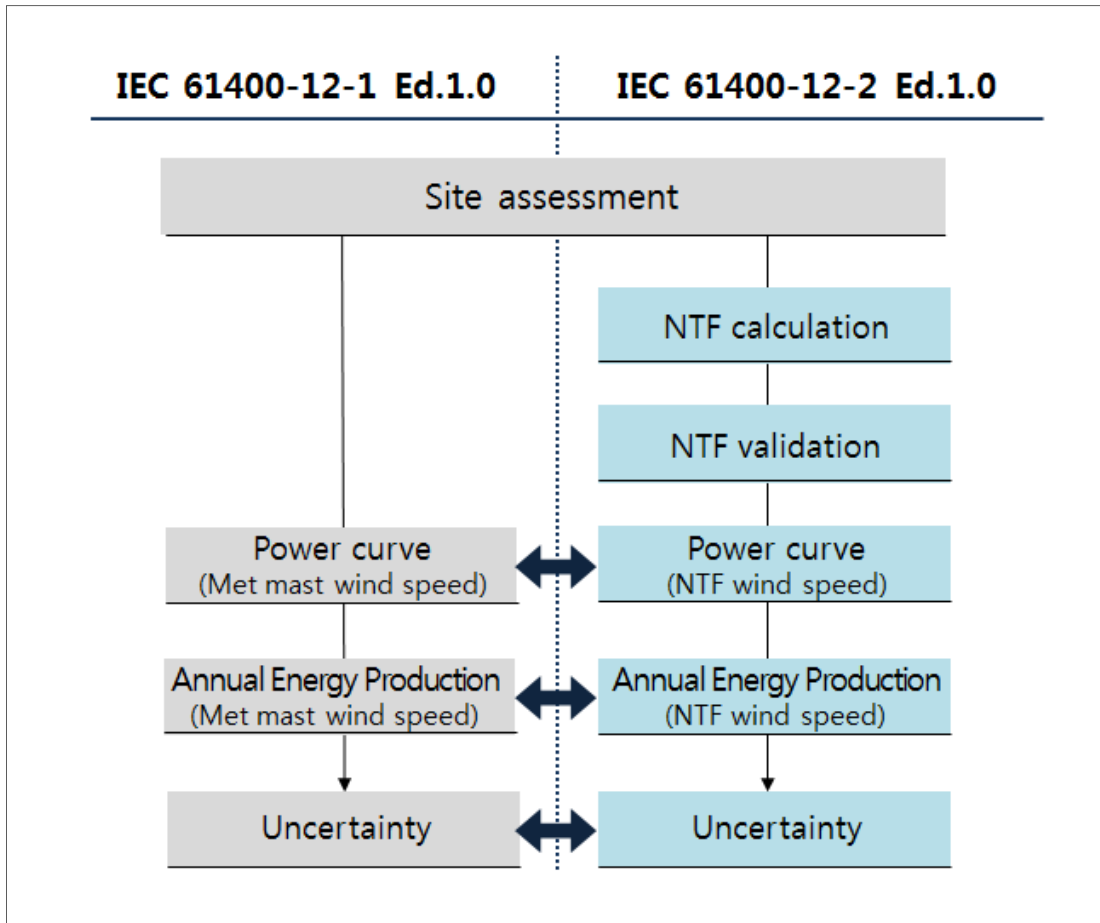 IEC 61400-12-1 Ed.1.0
IEC 61400-12-2 Ed.1.0
Site assessment
NTF calculation
NTF validation
Power curve
(Met mast wind speed)
Power curve
(NTF wind speed)
Annual Energy Production
(Met mast wind speed)
Annual Energy Production
(NTF wind speed)
Uncertainty
Uncertainty